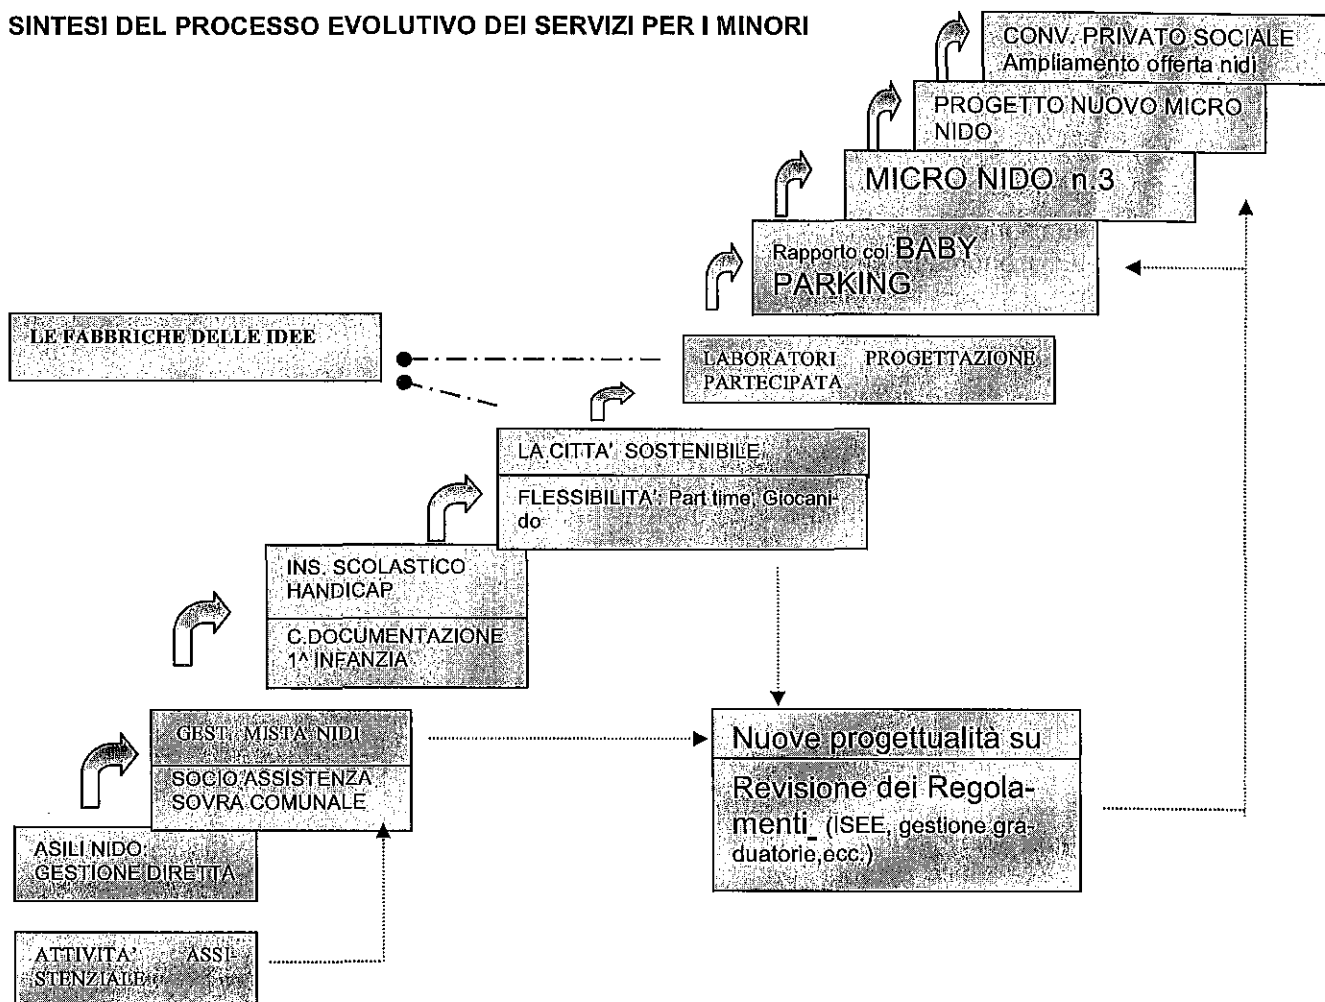 SINTESI DEL PROCESSO EVOLUTIVO DEI SERVIZI PER I MINORI
CONV. PRIVATO SOCIALE
Ampliamento offerta nidi
PROGETTO NUOVO MICRO
NIDO
MICRO NIDO n.3
Rapporto coi BABY
PARKING
LE FABBRICHE DELLE IDEE
LABORATORI PROGETTAZIONE
PARTECIPATA
LA CITTA' SOSTENIBILE
FLESSIBILITA': Part time, Giocani-
do
INS. SCOLASTICO
HANDICAP
C.DOCUMENTAZIONE
1^ INFANZIA
GEST. MISTA NIDI
SOCIO ASSISTENZA
SOVRA COMUNALE
Nuove progettualità su
Revisione dei Regola-
menti_ (ISEE, gestione gra-
duatorie,ecc.)
ASILI NIDO:
GESTIONE DIRETTA
ATTIVITA' ASSI-
STENZIALE